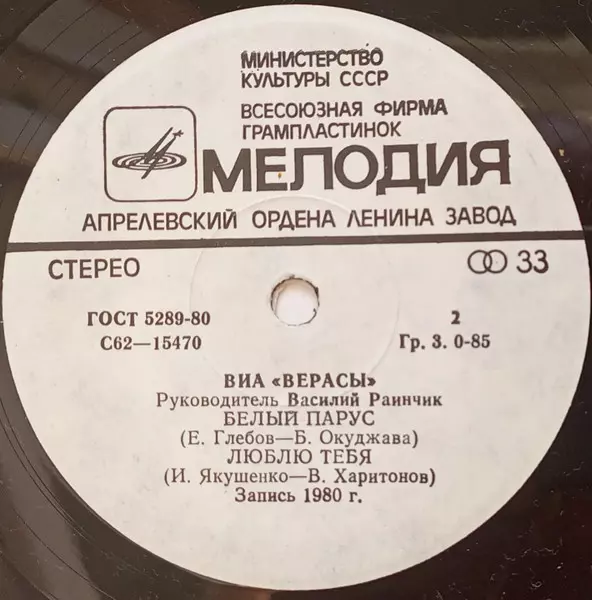 МИНИСТЕРСТВО
КУЛЬТУРЫ СССР
ВСЕСОЮЗНАЯ ФИРМА
ГРАМПЛАСТИНОК
МЕЛОДИЯ
АПРЕЛЕВСКИЙ ОРДЕНА ЛЕНИНА ЗАВОД
СТЕРЕО 33
ГОСТ 5289-80 2
С62—15470 Гр. 3. 0-85
ВИА «ВЕРАСЫ»
Руководитель Василий Раинчик
БЕЛЫЙ ПАРУС
(Е. Глебов—Б. Окуджава)
ЛЮБЛЮ ТЕБЯ
(И. Якушенко—В. Харитонов)
Запись 1980 г.